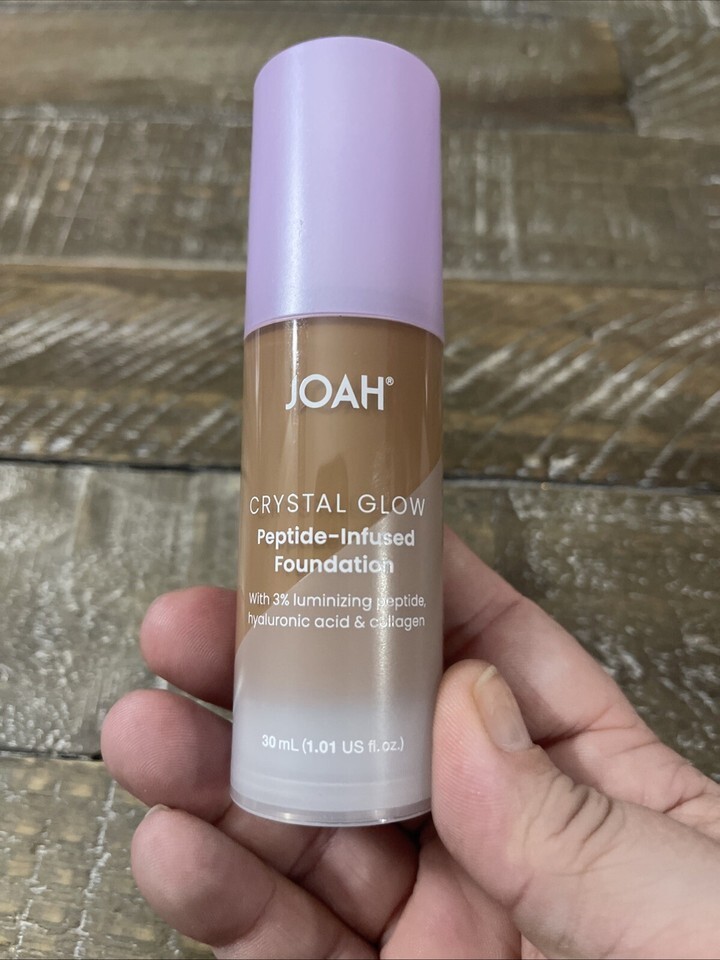 JOAH®
CRYSTAL GLOW
Peptide-Infused
Foundation
With 3% luminizing peptide,
hyaluronic acid & collagen
30 mL (1.01 US fl. oz.)